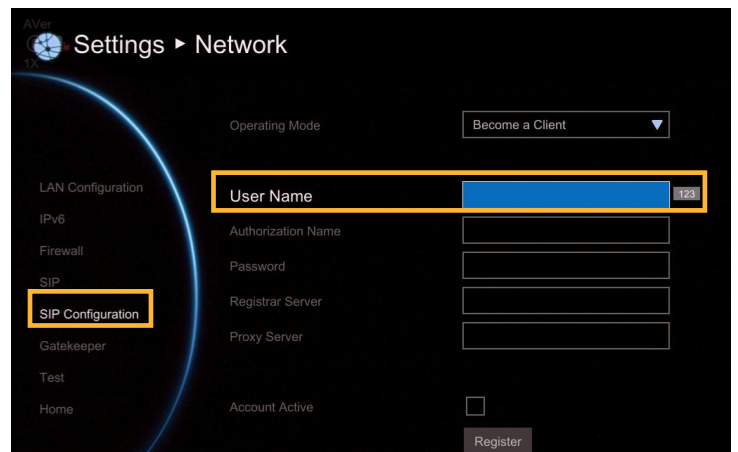 AVer
1X
Settings ► Network
Operating Mode
Become a Client ▼
LAN Configuration
IPv6
Firewall
SIP
SIP Configuration
Gatekeeper
Test
Home
User Name
123
Authorization Name
Password
Registrar Server
Proxy Server
Account Active
Register